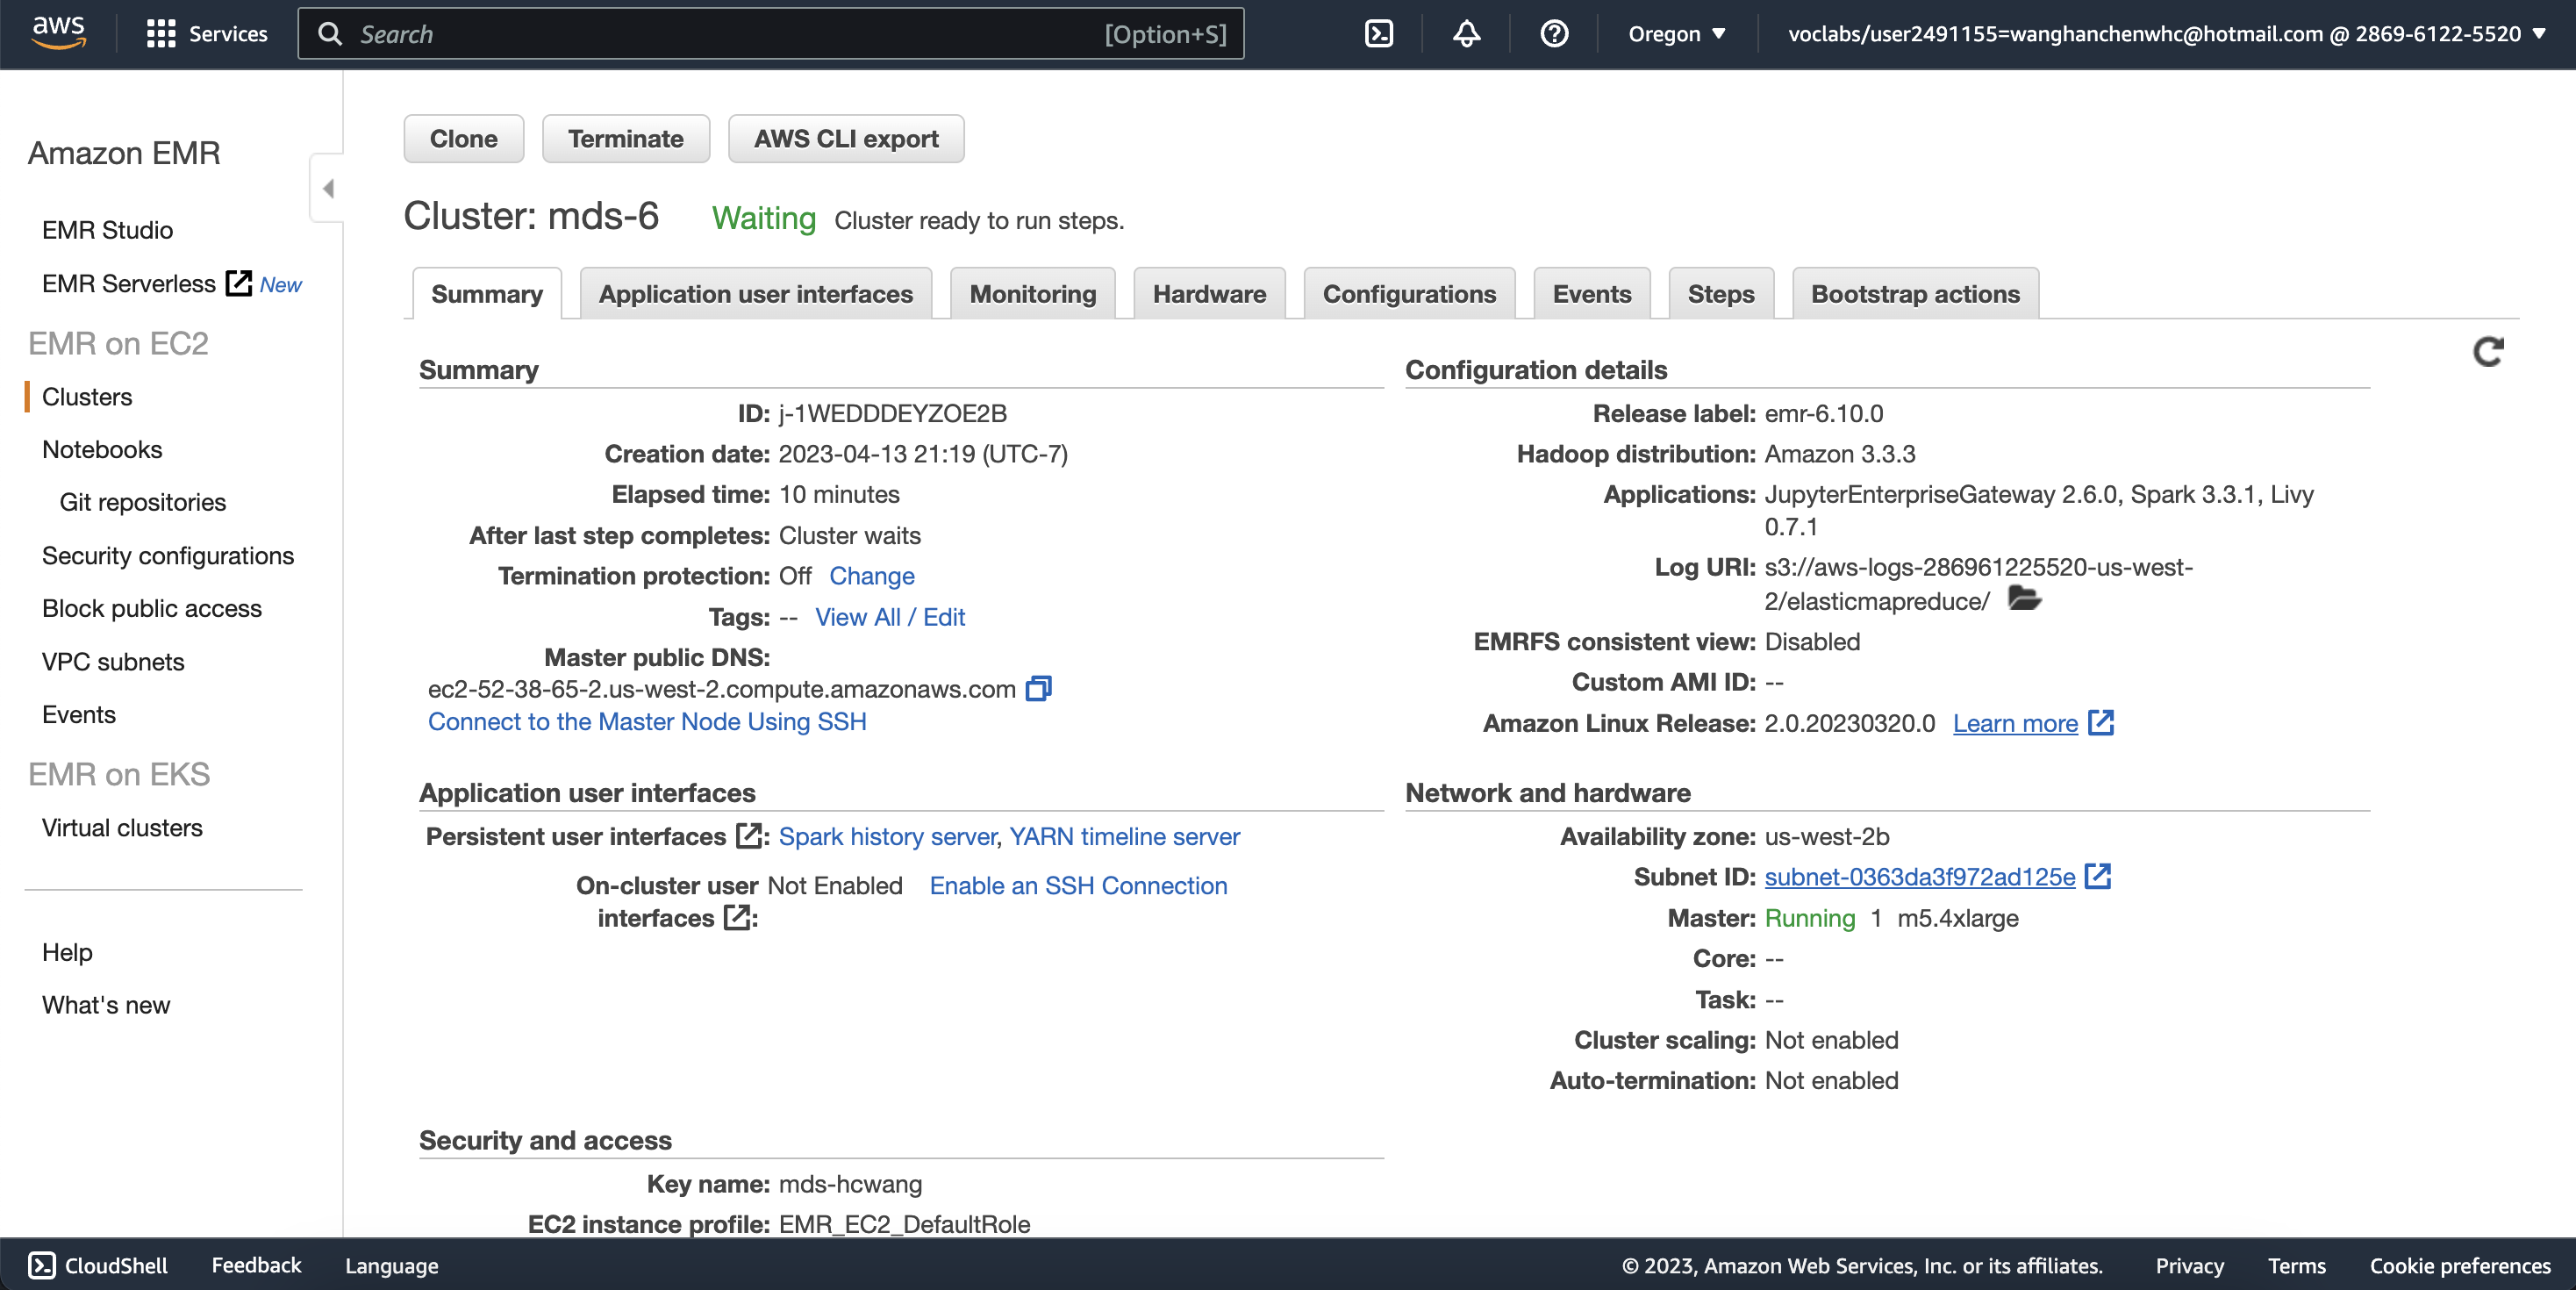 aws Services Search [Option+S] Oregon voclabs/user2491155=wanghanchenwhc@hotmail.com @ 2869-6122-5520
Amazon EMR
EMR Studio
EMR Serverless New
EMR on EC2
Clusters
Notebooks
Git repositories
Security configurations
Block public access
VPC subnets
Events
EMR on EKS
Virtual clusters
Help
What's new
Clone Terminate AWS CLI export
Cluster: mds-6 Waiting Cluster ready to run steps.
Summary Application user interfaces Monitoring Hardware Configurations Events Steps Bootstrap actions
Summary
ID: j-1WEDDDEYZOE2B
Creation date: 2023-04-13 21:19 (UTC-7)
Elapsed time: 10 minutes
After last step completes: Cluster waits
Termination protection: Off Change
Tags: -- View All / Edit
Master public DNS:
ec2-52-38-65-2.us-west-2.compute.amazonaws.com
Connect to the Master Node Using SSH
Configuration details
Release label: emr-6.10.0
Hadoop distribution: Amazon 3.3.3
Applications: JupyterEnterpriseGateway 2.6.0, Spark 3.3.1, Livy
0.7.1
Log URI: s3://aws-logs-286961225520-us-west-
2/elasticmapreduce/
EMRFS consistent view: Disabled
Custom AMI ID: --
Amazon Linux Release: 2.0.20230320.0 Learn more
Application user interfaces
Persistent user interfaces : Spark history server, YARN timeline server
On-cluster user Not Enabled Enable an SSH Connection
interfaces :
Network and hardware
Availability zone: us-west-2b
Subnet ID: subnet-0363da3f972ad125e
Master: Running 1 m5.4xlarge
Core: --
Task: --
Cluster scaling: Not enabled
Auto-termination: Not enabled
Security and access
Key name: mds-hcwang
EC2 instance profile: EMR_EC2_DefaultRole
CloudShell Feedback Language © 2023, Amazon Web Services, Inc. or its affiliates. Privacy Terms Cookie preferences